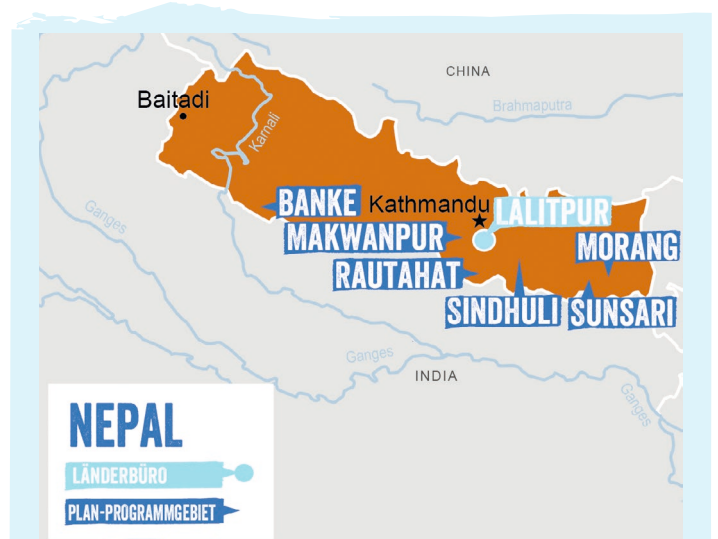 CHINA
Baitadi
Brahmaputra
Karnali
Ganges
BANKE
Kathmandu
LALITPUR
MAKWANPUR
MORANG
RAUTAHAT
SINDHULI
SUNSARI
Ganges
INDIA
Ganges
NEPAL
LÄNDERBÜRO
PLAN-PROGRAMMGEBIET